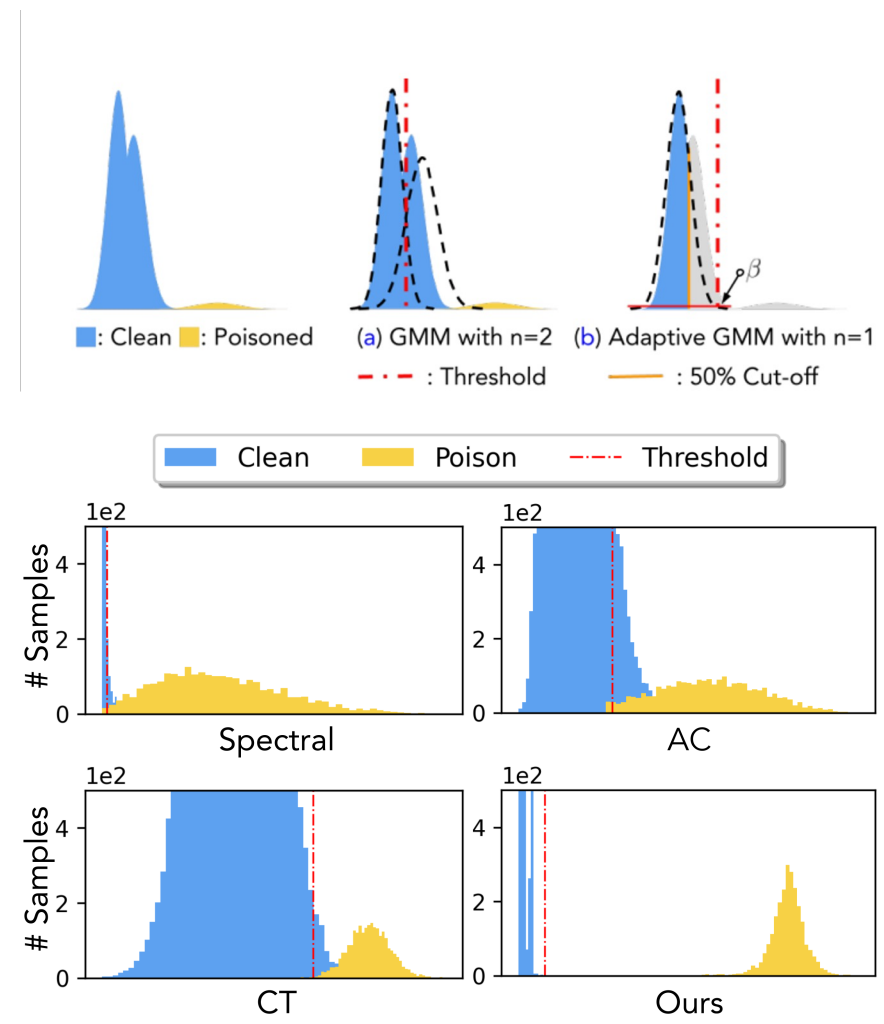 β
: Clean : Poisoned
(a) GMM with n=2
(b) Adaptive GMM with n=1
: Threshold
: 50% Cut-off
Clean Poison Threshold
1e2
4
2
0
# Samples
Spectral
1e2
4
2
0
AC
1e2
4
2
0
# Samples
CT
1e2
4
2
0
Ours